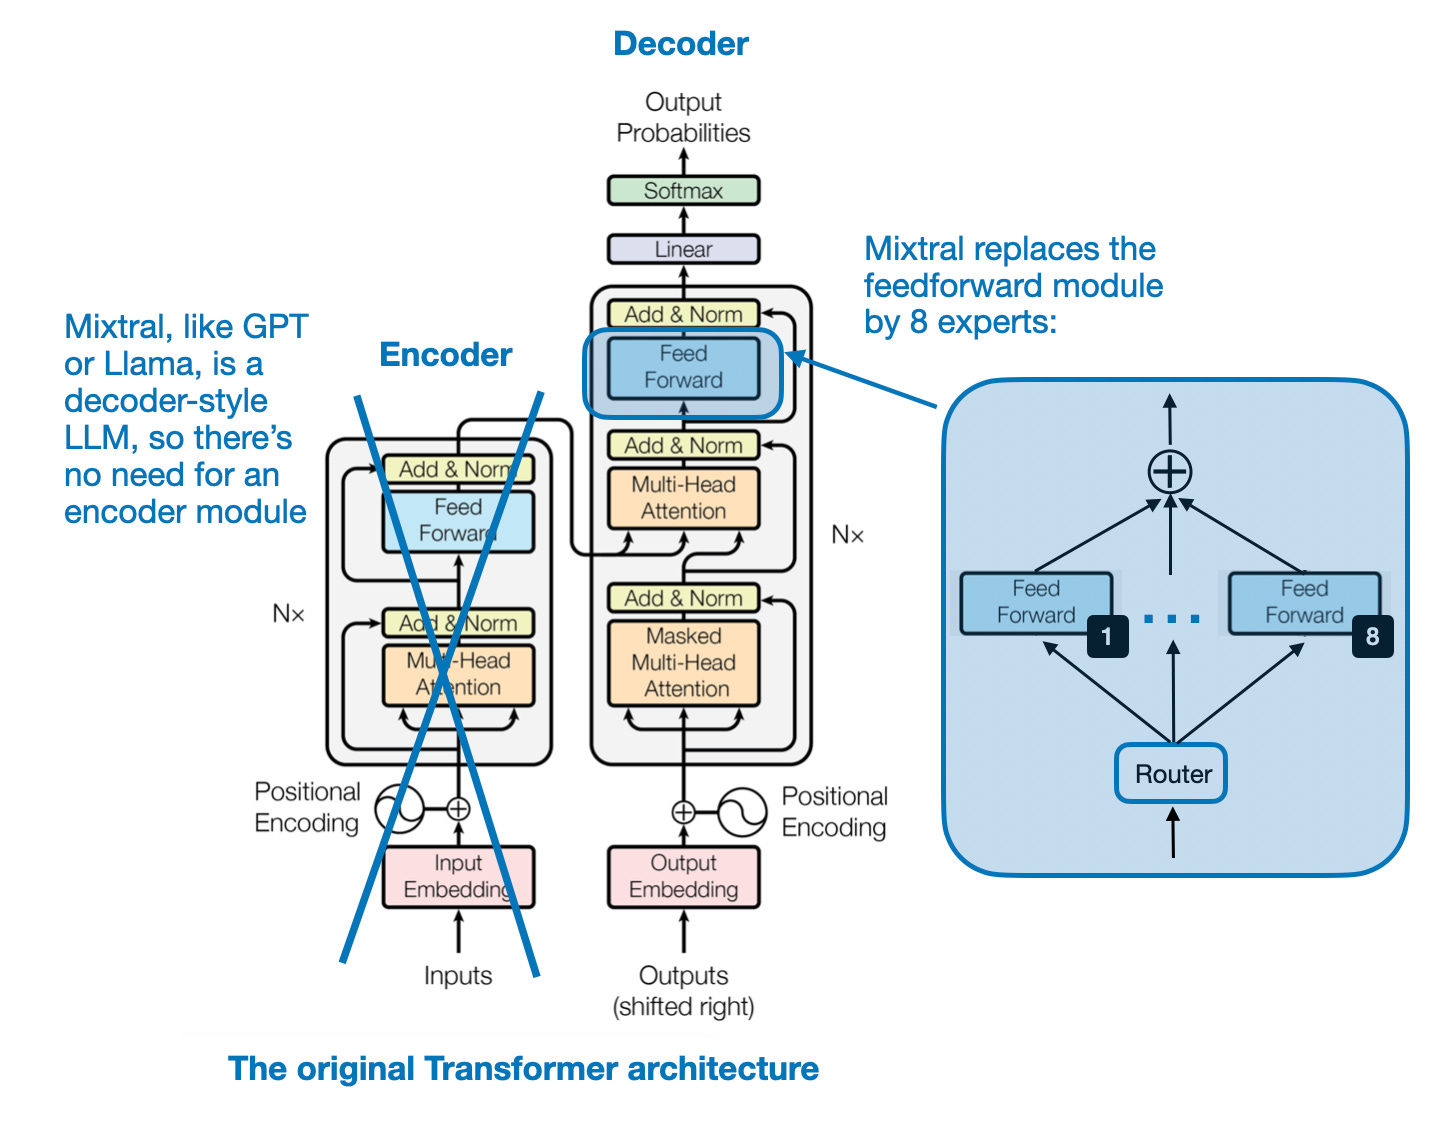 Decoder
Output
Probabilities
Softmax
Linear
Add & Norm
Feed
Forward
Add & Norm
Multi-Head
Attention
Nx
Add & Norm
Masked
Multi-Head
Attention
Positional
Encoding
Output
Embedding
Outputs
(shifted right)
Mixtral replaces the
feedforward module
by 8 experts:
Feed
Forward
1
...
Feed
Forward
8
Router
Mixtral, like GPT
or Llama, is a
decoder-style
LLM, so there’s
no need for an
encoder module
Encoder
Add & Norm
Feed
Forward
Nx
Add & Norm
Multi-Head
Attention
Positional
Encoding
Input
Embedding
Inputs
The original Transformer architecture